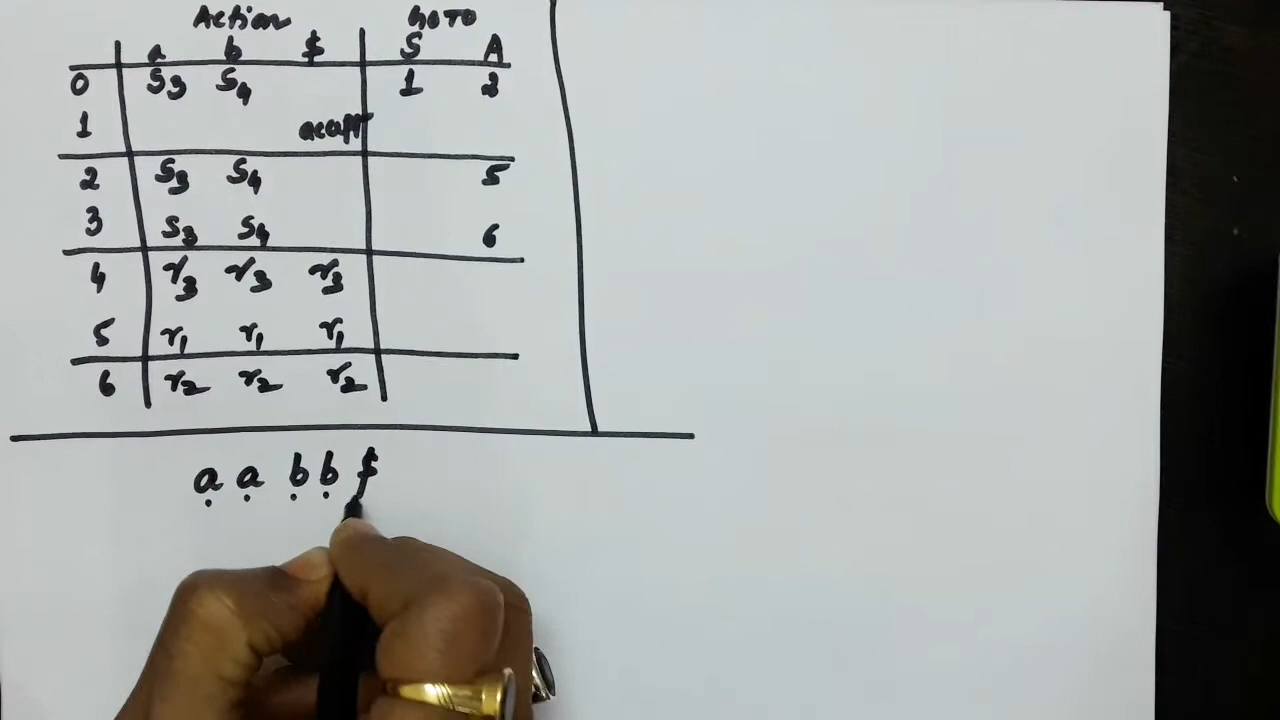 Action GOTO
a b $ S A
0 S3 S4 1 2
1 accept
2 S3 S4 5
3 S3 S4 6
4 r3 r3 r3
5 r1 r1 r1
6 r2 r2 r2
a a b b $